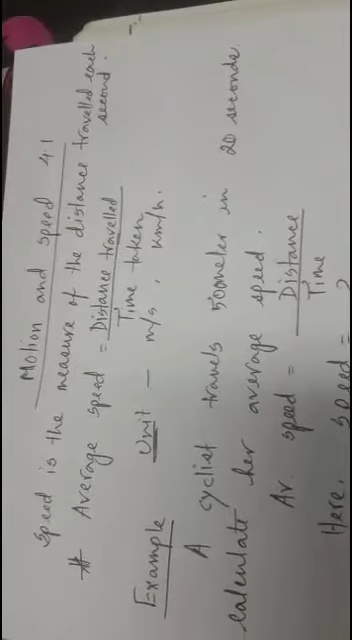 Motion and speed 4.1
Speed is the measure of the distance travelled each
second.
# Average speed = Distance travelled
Time taken
Unit — m/s, km/h.
Example
A cyclist travels 500meter in 20 seconds.
calculate her average speed.
Av speed = Distance
Time
Here. speed = ?